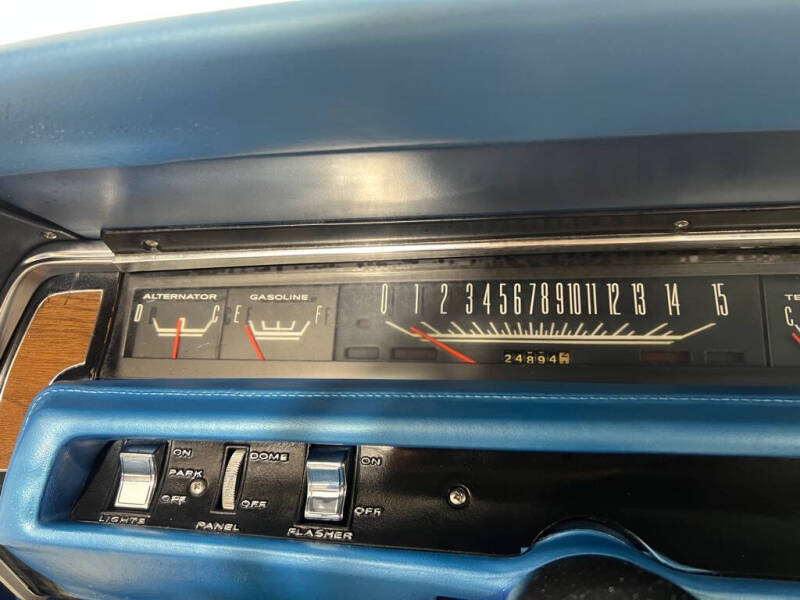 ALTERNATOR
D C
GASOLINE
E F
0 1 2 3 4 5 6 7 8 9 10 11 12 13 14 15
24894
TE
C
ON
PARK
OFF
LIGHTS
DOME
OFF
PANEL
ON
OFF
FLASHER